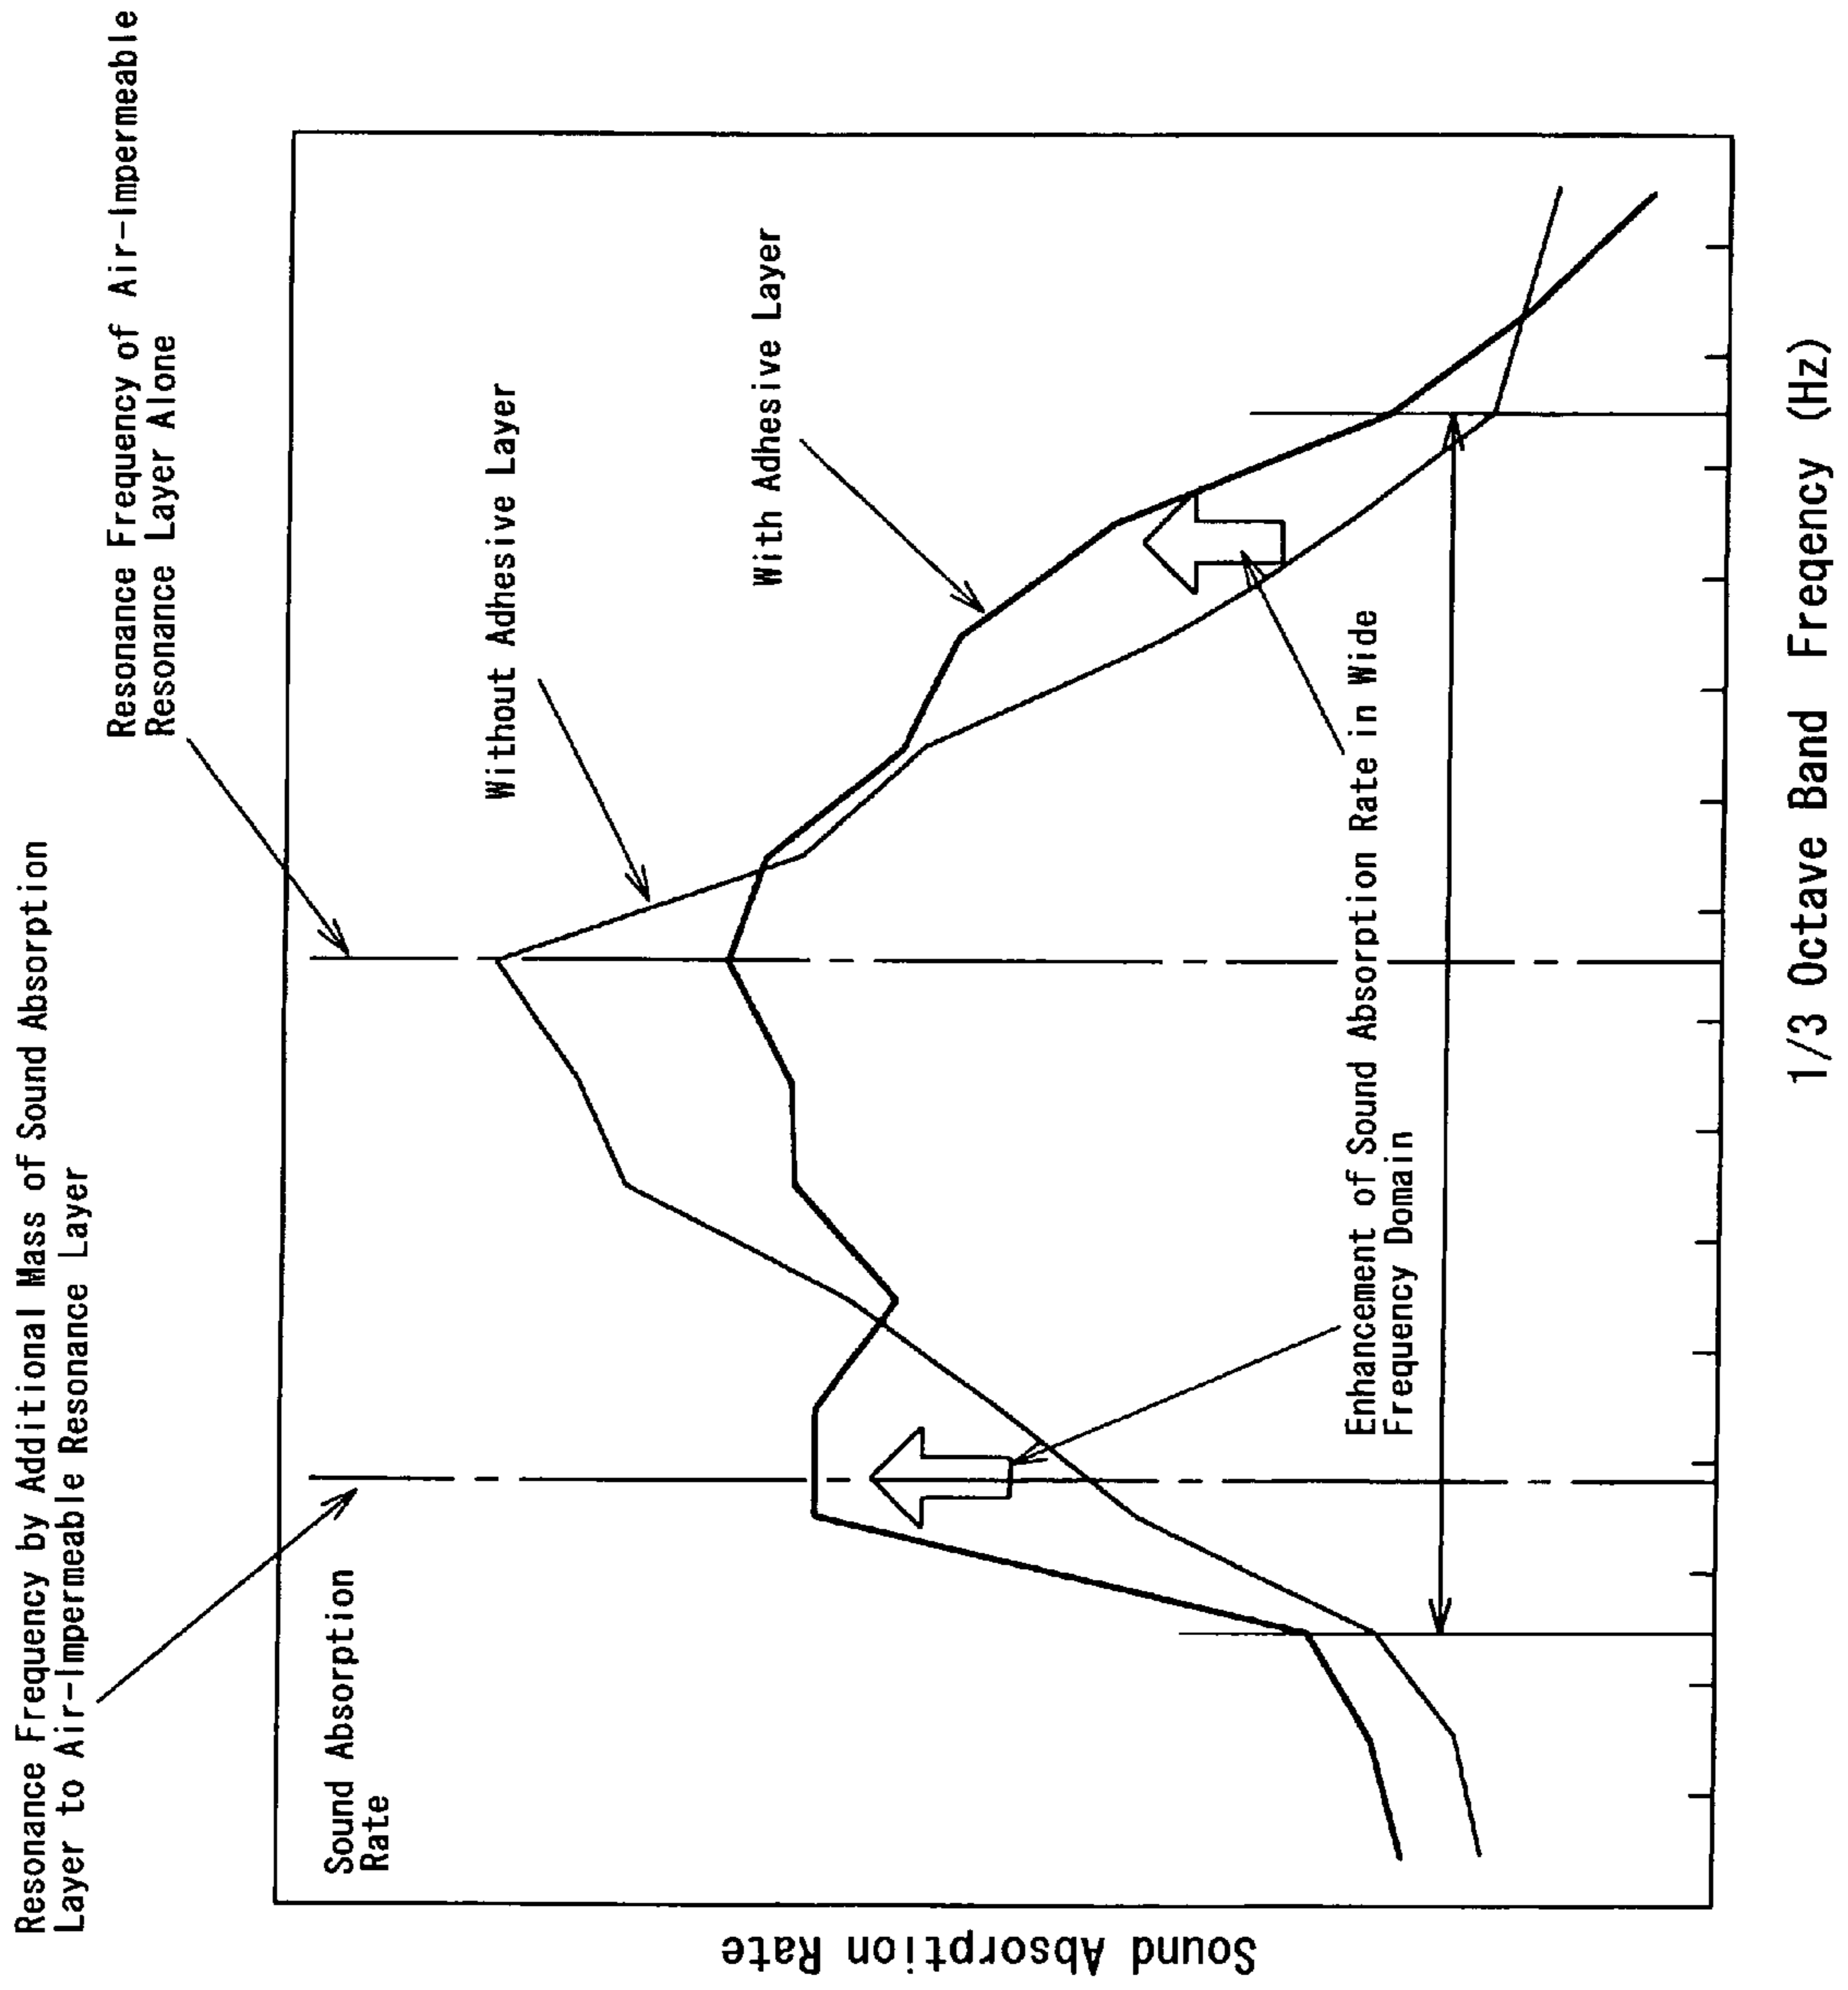 Resonance Frequency by Additional Mass of Sound Absorption
Layer to Air-Impermeable Resonance Layer
Resonance Frequency of Air-Impermeable
Resonance Layer Alone
Sound Absorption
Rate
Without Adhesive Layer
With Adhesive Layer
Enhancement of Sound Absorption Rate in Wide
Frequency Domain
Sound Absorption Rate
1/3 Octave Band Freqency (Hz)